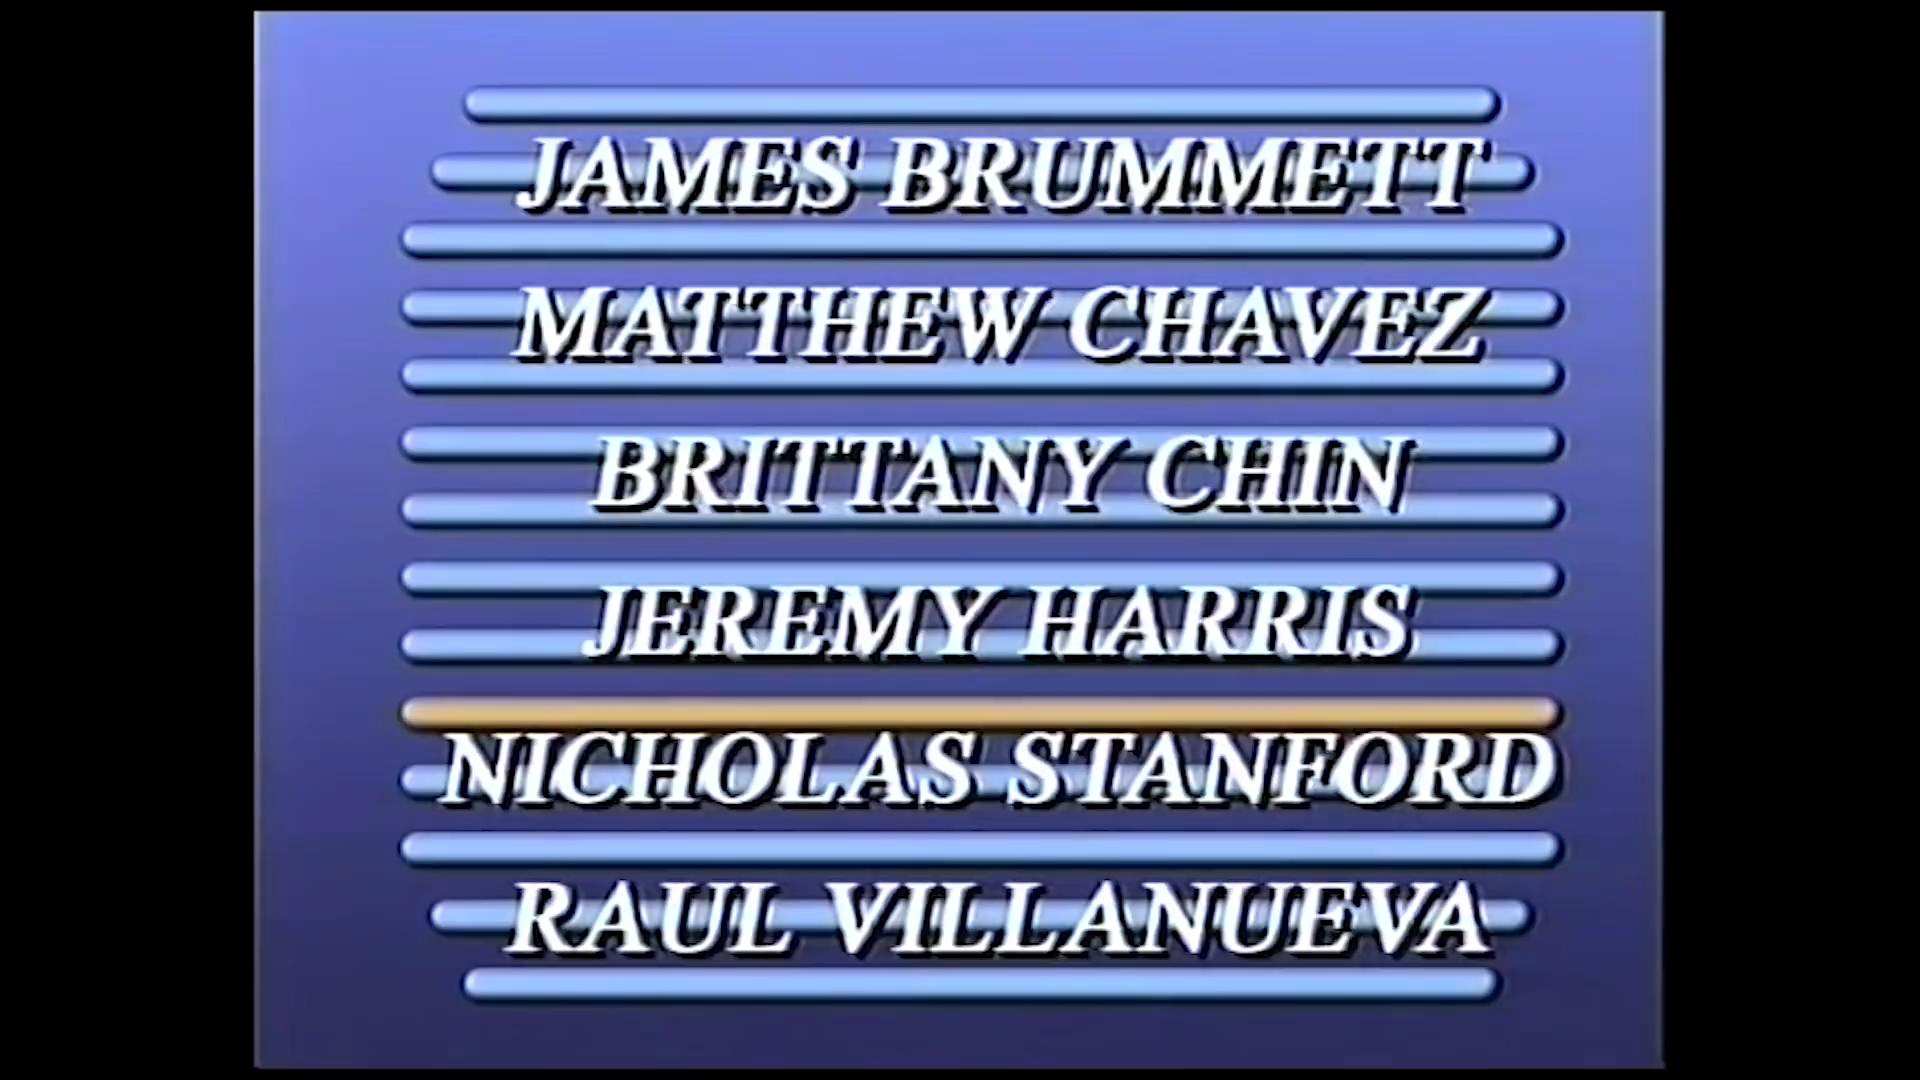 JAMES BRUMMETT
MATTHEW CHAVEZ
BRITTANY CHIN
JEREMY HARRIS
NICHOLAS STANFORD
RAUL VILLANUEVA